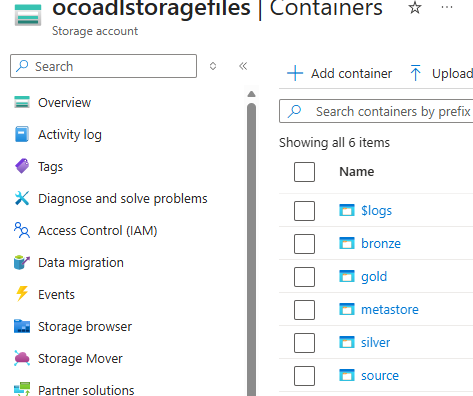 ocoadlstoragefiles | Containers ☆ ···
Storage account
Search
Overview
Activity log
Tags
Diagnose and solve problems
Access Control (IAM)
Data migration
Events
Storage browser
Storage Mover
Partner solutions
Add container Upload
Search containers by prefix
Showing all 6 items
Name
$logs
bronze
gold
metastore
silver
source